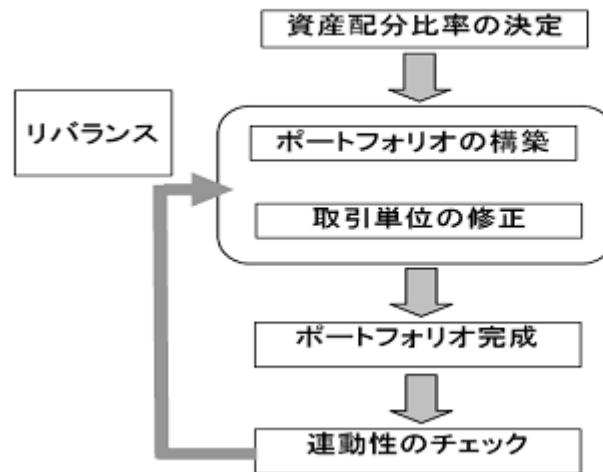 資産配分比率の決定
リバランス
ポートフォリオの構築
取引単位の修正
ポートフォリオ完成
連動性のチェック